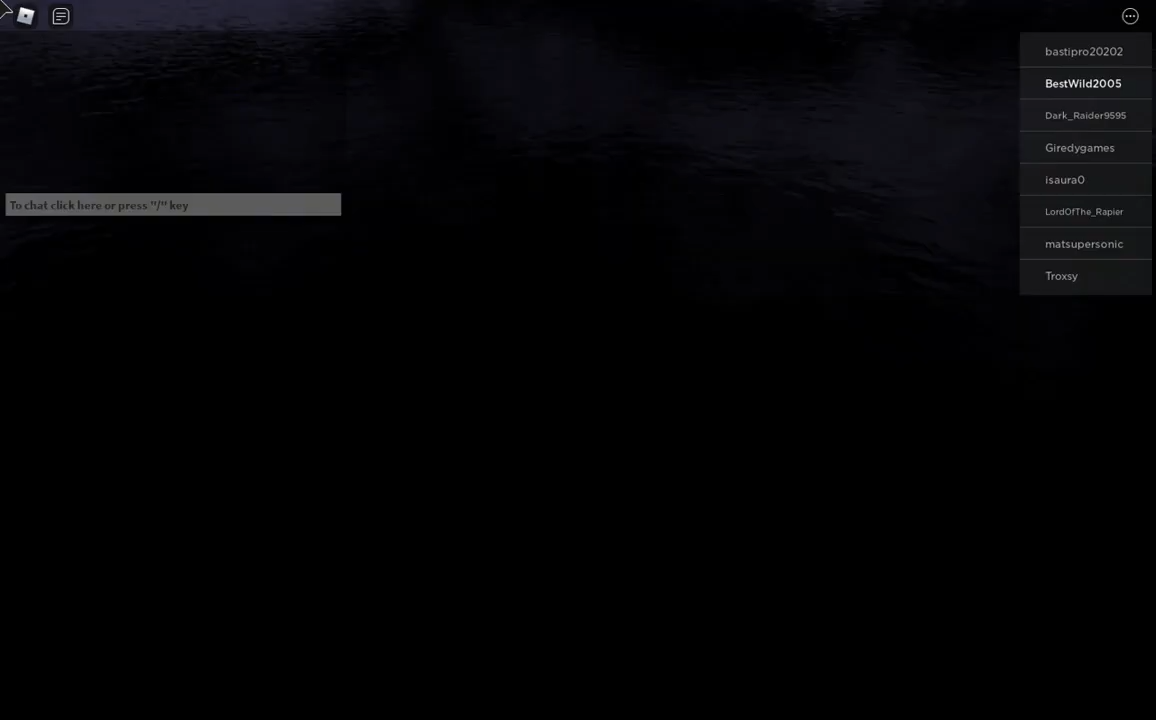 bastipro20202
BestWild2005
Dark_Raider9595
Giredygames
isaura0
To chat click here or press "/" key
LordOfThe_Rapier
matsupersonic
Troxsy